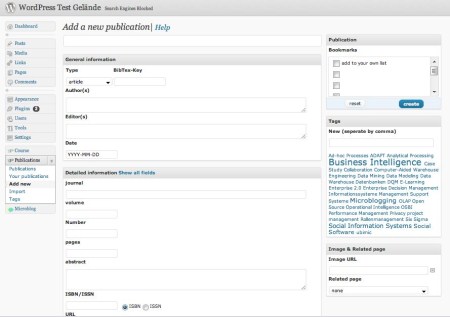 WordPress Test Gelände Search Engines Blocked
Dashboard
Posts
Media
Links
Pages
Comments
Appearance
Plugins 2
Users
Tools
Settings
Course
Publications
Publications
Your publications
Add new
Import
Tags
Microblog
Add a new publication| Help
General information
Type BibTex-Key
article
Author(s)
Editor(s)
Date
YYYY-MM-DD
Detailed information Show all fields
journal
volume
Number
pages
abstract
ISBN/ISSN
ISBN ISSN
URL
Publication
Bookmarks
add to your own list
reset create
Tags
New (seperate by comma)
Ad-hoc Processes ADAPT Analytical Processing
Business Intelligence Case
Study Collaboration Computer Aided Warehouse
Engineering Data Mining Data Modeling Data
Warehouse Datenbanken DQM E-Learning
Enterprise 2.0 Enterprise Decision Management
Informationssystems Management Support
Systems Microblogging OLAP Open
Source Operational Intelligence OSBI
Performance Management Privacy project
management Rollenmanagement Six Sigma
Social Information Systems Social
Software
Image & Related page
Image URL
Related page
none